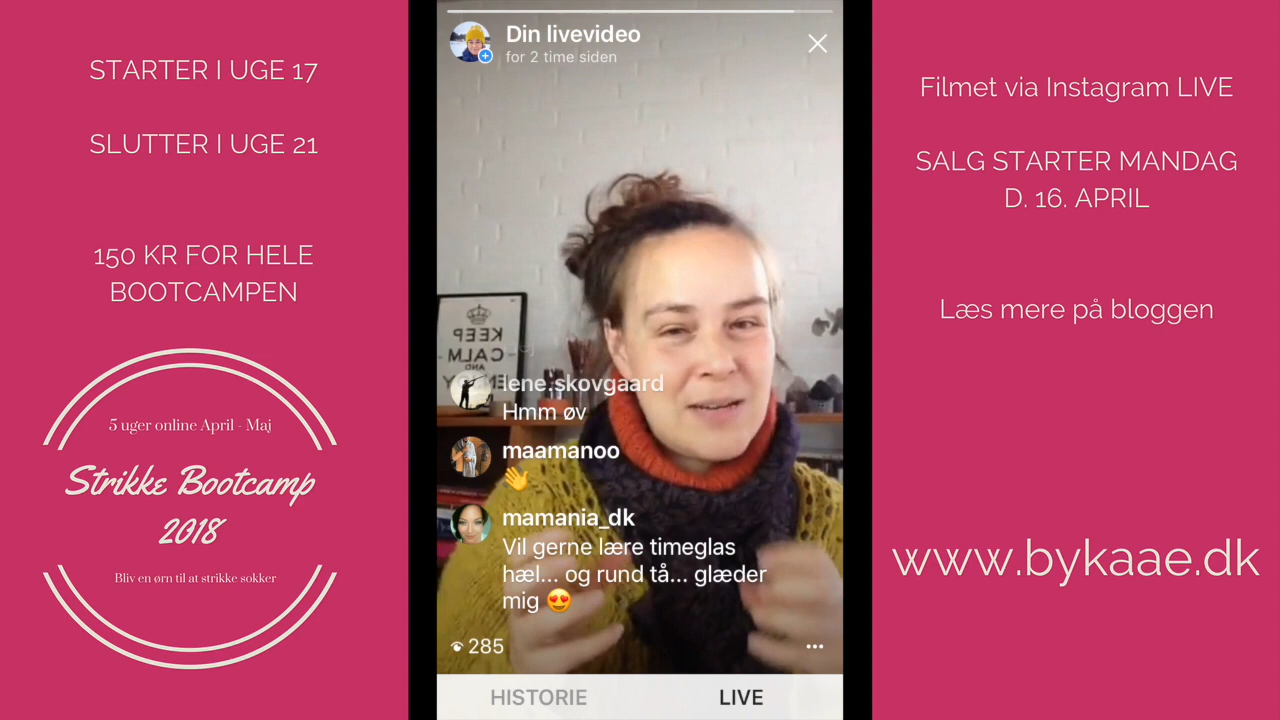 STARTER I UGE 17
SLUTTER I UGE 21
150 KR FOR HELE
BOOTCAMPEN
5 uger online April - Maj
Strikke Bootcamp
2018
Bliv en ørn til at strikke sokker
Din livevideo
for 2 time siden
KEEP
CALM
AND
lene.skovgaard
Hmm øv
maamanoo
👋
mamania_dk
Vil gerne lære timeglas
hæl... og rund tå... glæder
mig 😍
285
HISTORIE
LIVE
Filmet via Instagram LIVE
SALG STARTER MANDAG
D. 16. APRIL
Læs mere på bloggen
www.bykaae.dk